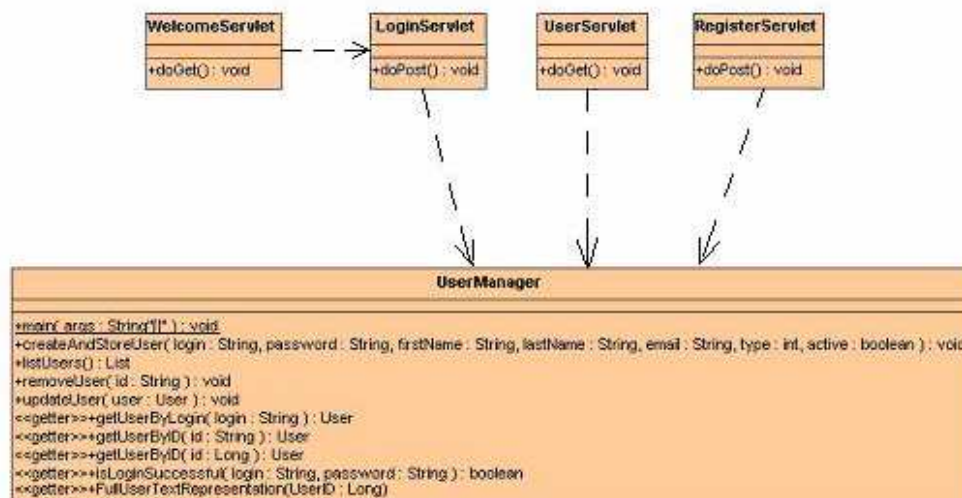 WelcomeServlet
+doGet() : void
LoginServlet
+doPost() : void
UserServlet
+doGet() : void
RegisterServlet
+doPost() : void
UserManager
+main( args : String"[]" ) : void
+createAndStoreUser( login : String, password : String, firstName : String, lastName : String, email : String, type : int, active : boolean ) : void
+listUsers() : List
+removeUser( id : String ) : void
+updateUser( user : User ) : void
<<getter>>+getUserByLogin( login : String ) : User
<<getter>>+getUserByID( id : String ) : User
<<getter>>+getUserByID( id : Long ) : User
<<getter>>+isLoginSuccessful( login : String, password : String ) : boolean
<<getter>>+FullUserTextRepresentation(UserID : Long)